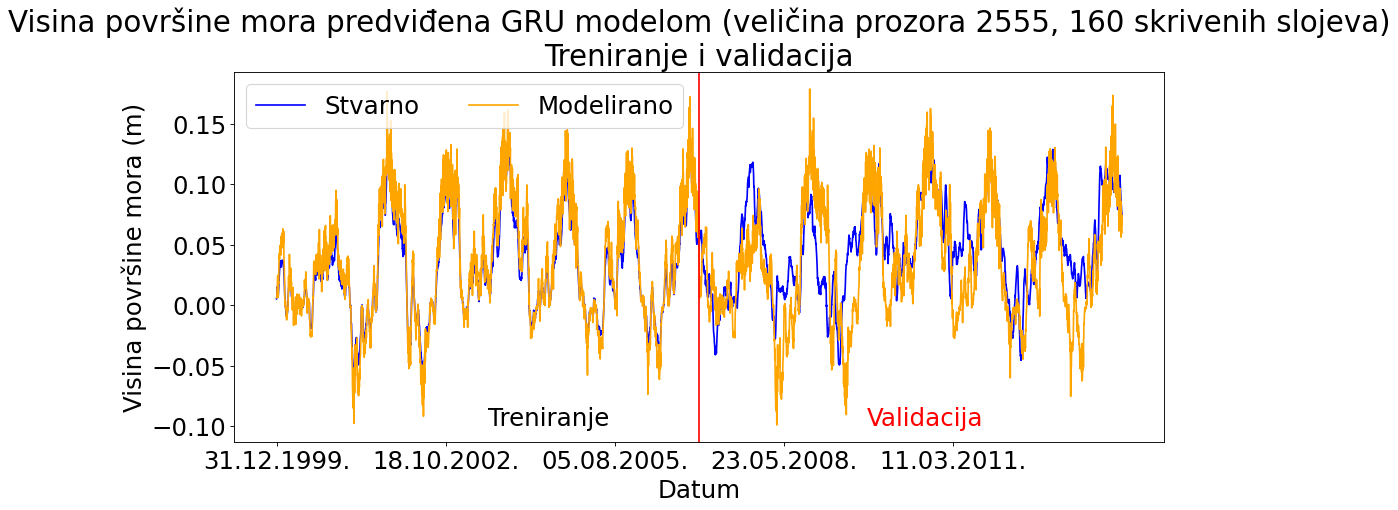 Visina površine mora predviđena GRU modelom (veličina prozora 2555, 160 skrivenih slojeva)
Treniranje i validacija
Stvarno
Modelirano
Visina površine mora (m)
0.15
0.10
0.05
0.00
−0.05
−0.10
Treniranje
Validacija
31.12.1999.
18.10.2002.
05.08.2005.
23.05.2008.
11.03.2011.
Datum